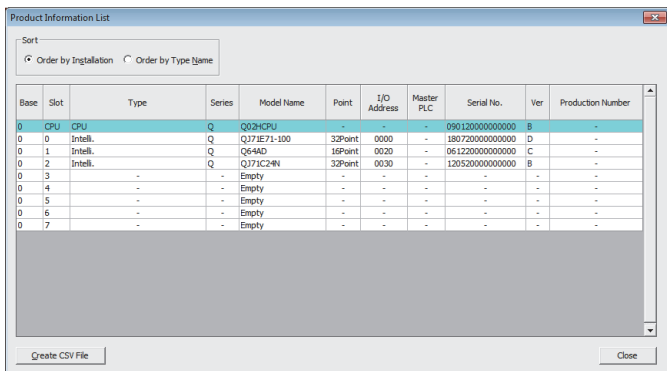 Product Information List
Sort
Order by Installation Order by Type Name
Base Slot Type Series Model Name Point I/O Address Master PLC Serial No. Ver Production Number
0 CPU CPU Q Q02HCPU - - - 090120000000000 B -
0 0 Intelli. Q QJ71E71-100 32Point 0000 - 180720000000000 D -
0 1 Intelli. Q Q64AD 16Point 0020 - 061220000000000 C -
0 2 Intelli. Q QJ71C24N 32Point 0030 - 120520000000000 B -
0 3 - - Empty - - - - - -
0 4 - - Empty - - - - - -
0 5 - - Empty - - - - - -
0 6 - - Empty - - - - - -
0 7 - - Empty - - - - - -
Create CSV File Close